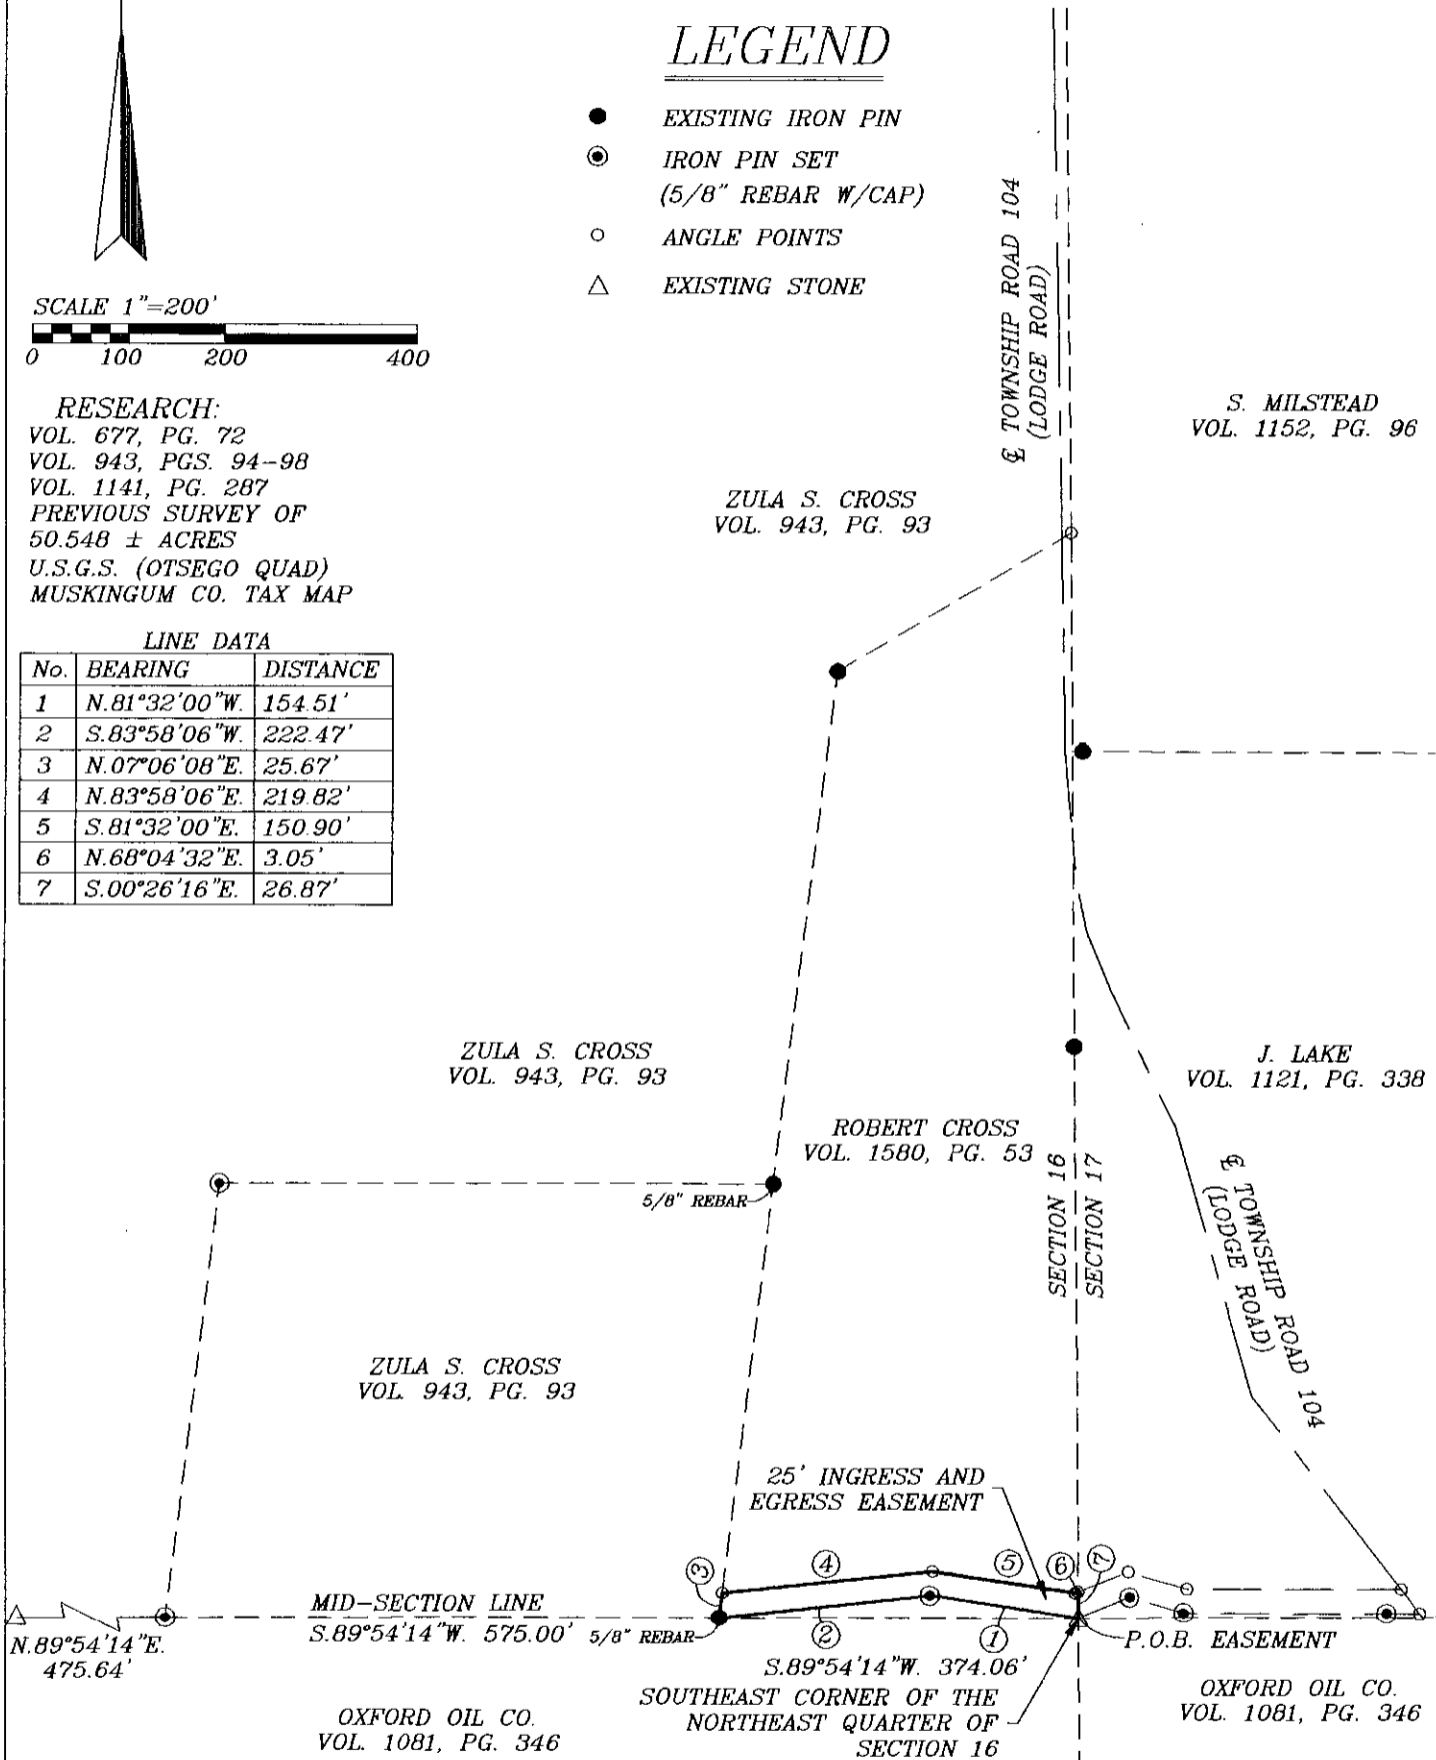 LEGEND
EXISTING IRON PIN
IRON PIN SET
(5/8" REBAR W/CAP)
ANGLE POINTS
EXISTING STONE
SCALE 1"=200'
0 100 200 400
RESEARCH:
VOL. 677, PG. 72
VOL. 943, PGS. 94-98
VOL. 1141, PG. 287
PREVIOUS SURVEY OF
50.548 ± ACRES
U.S.G.S. (OTSEGO QUAD)
MUSKINGUM CO. TAX MAP
LINE DATA
No. BEARING DISTANCE
1 N.81°32'00"W. 154.51'
2 S.83°58'06"W. 222.47'
3 N.07°06'08"E. 25.67'
4 N.83°58'06"E. 219.82'
5 S.81°32'00"E. 150.90'
6 N.68°04'32"E. 3.05'
7 S.00°26'16"E. 26.87'
℄ TOWNSHIP ROAD 104
(LODGE ROAD)
S. MILSTEAD
VOL. 1152, PG. 96
ZULA S. CROSS
VOL. 943, PG. 93
ZULA S. CROSS
VOL. 943, PG. 93
J. LAKE
VOL. 1121, PG. 338
ROBERT CROSS
VOL. 1580, PG. 53
5/8" REBAR
SECTION 16
SECTION 17
℄ TOWNSHIP ROAD 104
(LODGE ROAD)
ZULA S. CROSS
VOL. 943, PG. 93
25' INGRESS AND
EGRESS EASEMENT
3 4 5 6 7
MID-SECTION LINE
S.89°54'14"W. 575.00'
5/8" REBAR
2 1
N.89°54'14"E.
475.64'
P.O.B. EASEMENT
S.89°54'14"W. 374.06'
SOUTHEAST CORNER OF THE
NORTHEAST QUARTER OF
SECTION 16
OXFORD OIL CO.
VOL. 1081, PG. 346
OXFORD OIL CO.
VOL. 1081, PG. 346